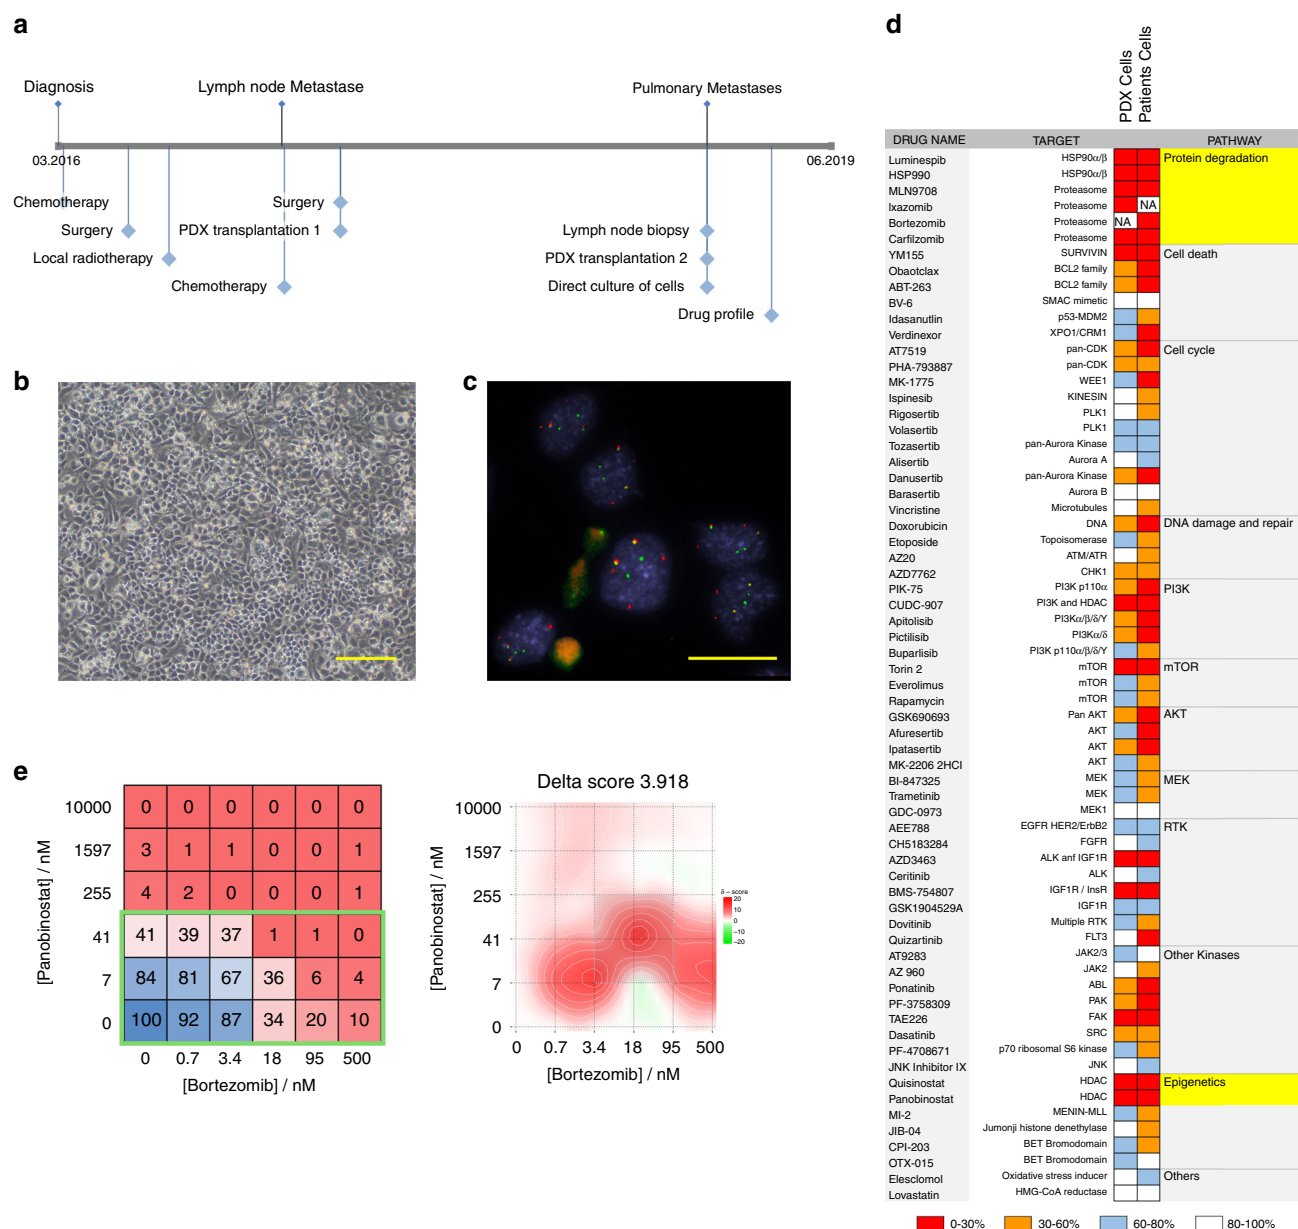 a
Diagnosis
Lymph node Metastase
Pulmonary Metastases
03.2016
06.2019
Chemotherapy
Surgery
Surgery
PDX transplantation 1
Lymph node biopsy
Local radiotherapy
PDX transplantation 2
Chemotherapy
Direct culture of cells
Drug profile
b
c
d
PDX Cells
Patients Cells
DRUG NAME TARGET PATHWAY
Luminespib HSP90α/β Protein degradation
HSP990 HSP90α/β
MLN9708 Proteasome
Ixazomib Proteasome NA
Bortezomib Proteasome NA
Carfilzomib Proteasome
YM155 SURVIVIN Cell death
Obaotclax BCL2 family
ABT-263 BCL2 family
BV-6 SMAC mimetic
Idasanutlin p53-MDM2
Verdinexor XPO1/CRM1
AT7519 pan-CDK Cell cycle
PHA-793887 pan-CDK
MK-1775 WEE1
Ispinesib KINESIN
Rigosertib PLK1
Volasertib PLK1
Tozasertib pan-Aurora Kinase
Alisertib Aurora A
Danusertib pan-Aurora Kinase
Barasertib Aurora B
Vincristine Microtubules
Doxorubicin DNA DNA damage and repair
Etoposide Topoisomerase
AZ20 ATM/ATR
AZD7762 CHK1
PIK-75 PI3K p110α PI3K
CUDC-907 PI3K and HDAC
Apitolisib PI3Kα/β/δ/Y
Pictilisib PI3Kα/δ
Buparlisib PI3K p110α/β/δ/Y
Torin 2 mTOR mTOR
Everolimus mTOR
Rapamycin mTOR
GSK690693 Pan AKT AKT
Afuresertib AKT
Ipatasertib AKT
MK-2206 2HCl AKT
BI-847325 MEK MEK
Trametinib MEK
GDC-0973 MEK1
AEE788 EGFR HER2/ErbB2 RTK
CH5183284 FGFR
AZD3463 ALK anf IGF1R
Ceritinib ALK
BMS-754807 IGF1R / InsR
GSK1904529A IGF1R
Dovitinib Multiple RTK
Quizartinib FLT3
AT9283 JAK2/3 Other Kinases
AZ 960 JAK2
Ponatinib ABL
PF-3758309 PAK
TAE226 FAK
Dasatinib SRC
PF-4708671 p70 ribosomal S6 kinase
JNK Inhibitor IX JNK
Quisinostat HDAC Epigenetics
Panobinostat HDAC
MI-2 MENIN-MLL
JIB-04 Jumonji histone denethylase
CPI-203 BET Bromodomain
OTX-015 BET Bromodomain
Elesclomol Oxidative stress inducer Others
Lovastatin HMG-CoA reductase
0-30% 30-60% 60-80% 80-100%
e
[Panobinostat] / nM
10000 0 0 0 0 0 0
1597 3 1 1 0 0 1
255 4 2 0 0 0 1
41 41 39 37 1 1 0
7 84 81 67 36 6 4
0 100 92 87 34 20 10
0 0.7 3.4 18 95 500
[Bortezomib] / nM
Delta score 3.918
[Panobinostat] / nM
10000
1597
255
41
7
0
0 0.7 3.4 18 95 500
[Bortezomib] / nM
δ – score
20
10
0
−10
−20